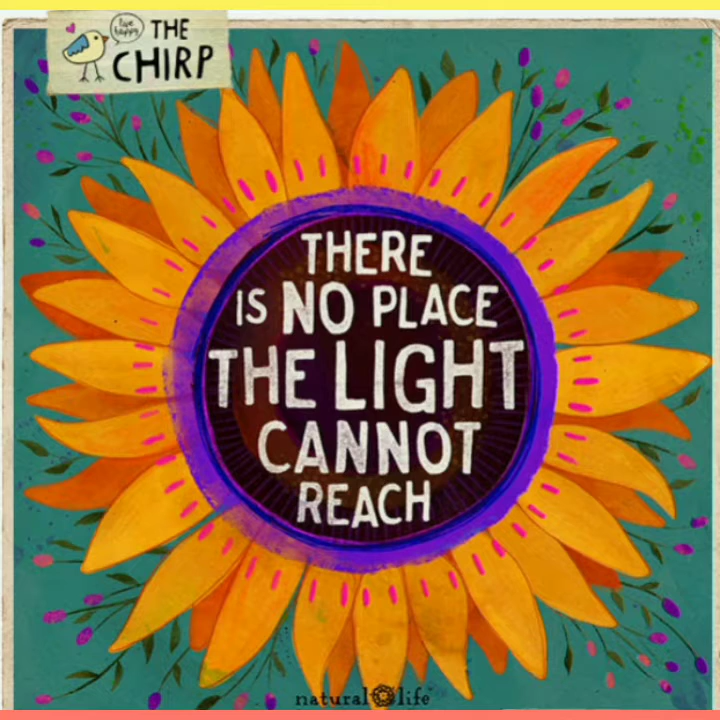 live
happy
THE
CHIRP
THERE
IS NO PLACE
THE LIGHT
CANNOT
REACH
natural life